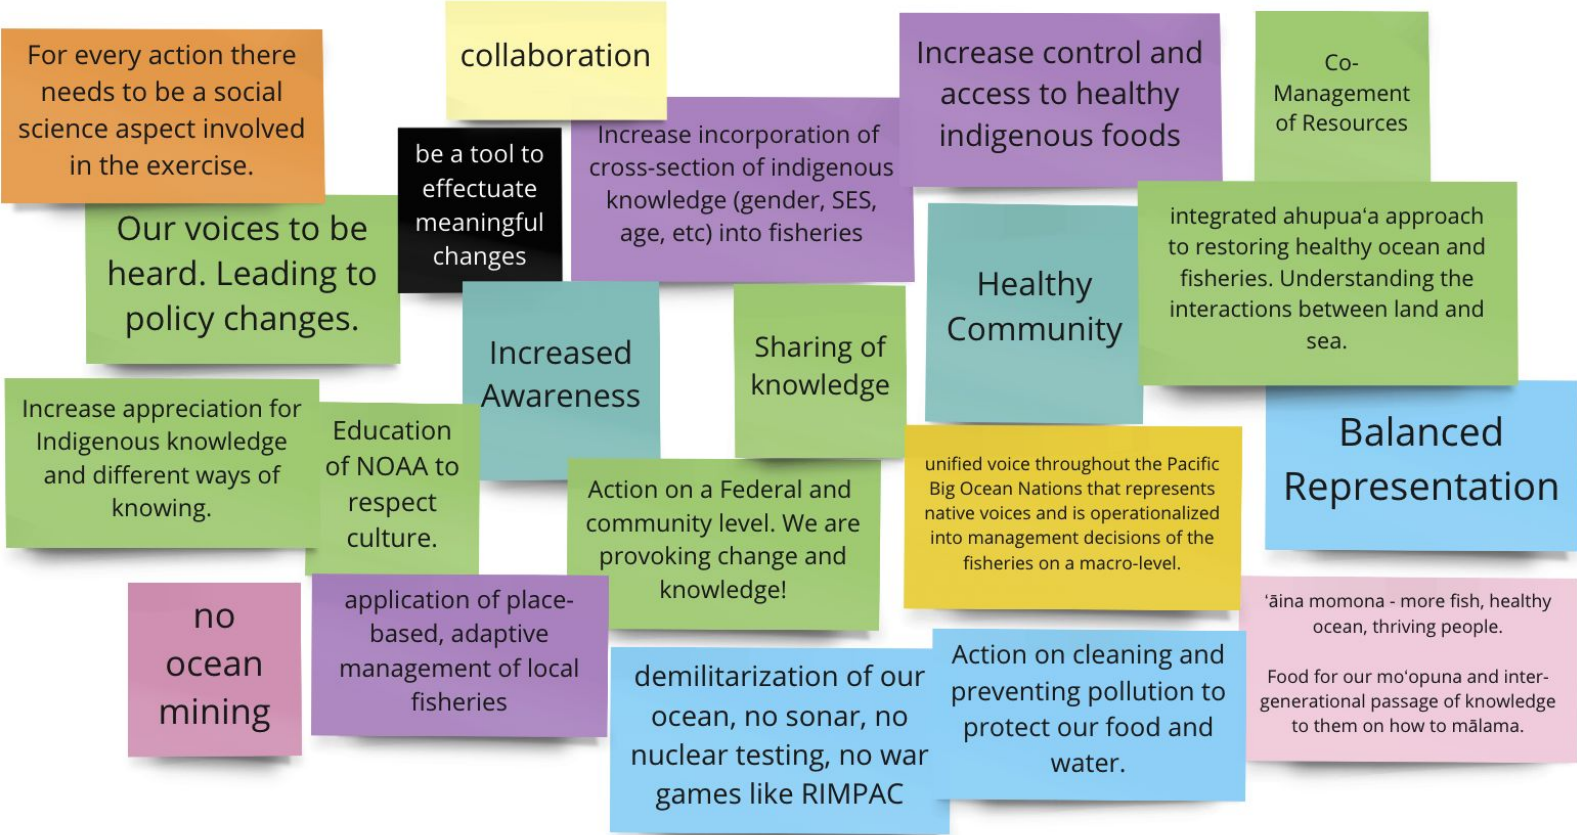 For every action there
needs to be a social
science aspect involved
in the exercise.
collaboration
be a tool to
effectuate
meaningful
changes
Increase incorporation of
cross-section of indigenous
knowledge (gender, SES,
age, etc) into fisheries
Increase control and
access to healthy
indigenous foods
Co-
Management
of Resources
Our voices to be
heard. Leading to
policy changes.
Increased
Awareness
Sharing of
knowledge
Healthy
Community
integrated ahupuaʻa approach
to restoring healthy ocean and
fisheries. Understanding the
interactions between land and
sea.
Increase appreciation for
Indigenous knowledge
and different ways of
knowing.
Education
of NOAA to
respect
culture.
Action on a Federal and
community level. We are
provoking change and
knowledge!
unified voice throughout the Pacific
Big Ocean Nations that represents
native voices and is operationalized
into management decisions of the
fisheries on a macro-level.
Balanced
Representation
no
ocean
mining
application of place-
based, adaptive
management of local
fisheries
demilitarization of our
ocean, no sonar, no
nuclear testing, no war
games like RIMPAC
Action on cleaning and
preventing pollution to
protect our food and
water.
ʻāina momona - more fish, healthy
ocean, thriving people.
Food for our moʻopuna and inter-
generational passage of knowledge
to them on how to mālama.